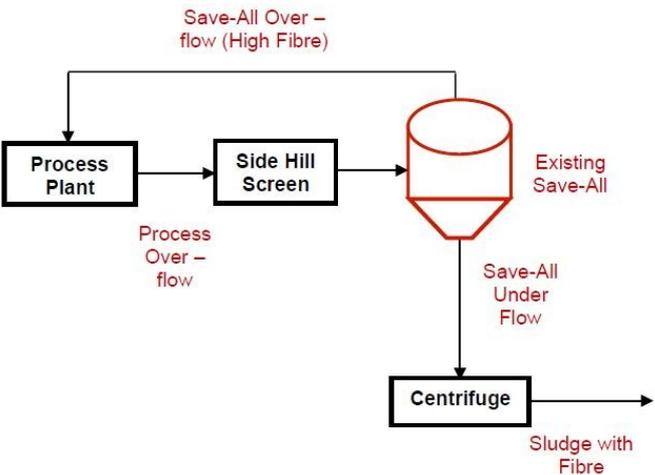 Save-All Over –
flow (High Fibre)
Process
Plant
Side Hill
Screen
Existing
Save-All
Process
Over –
flow
Save-All
Under
Flow
Centrifuge
Sludge with
Fibre